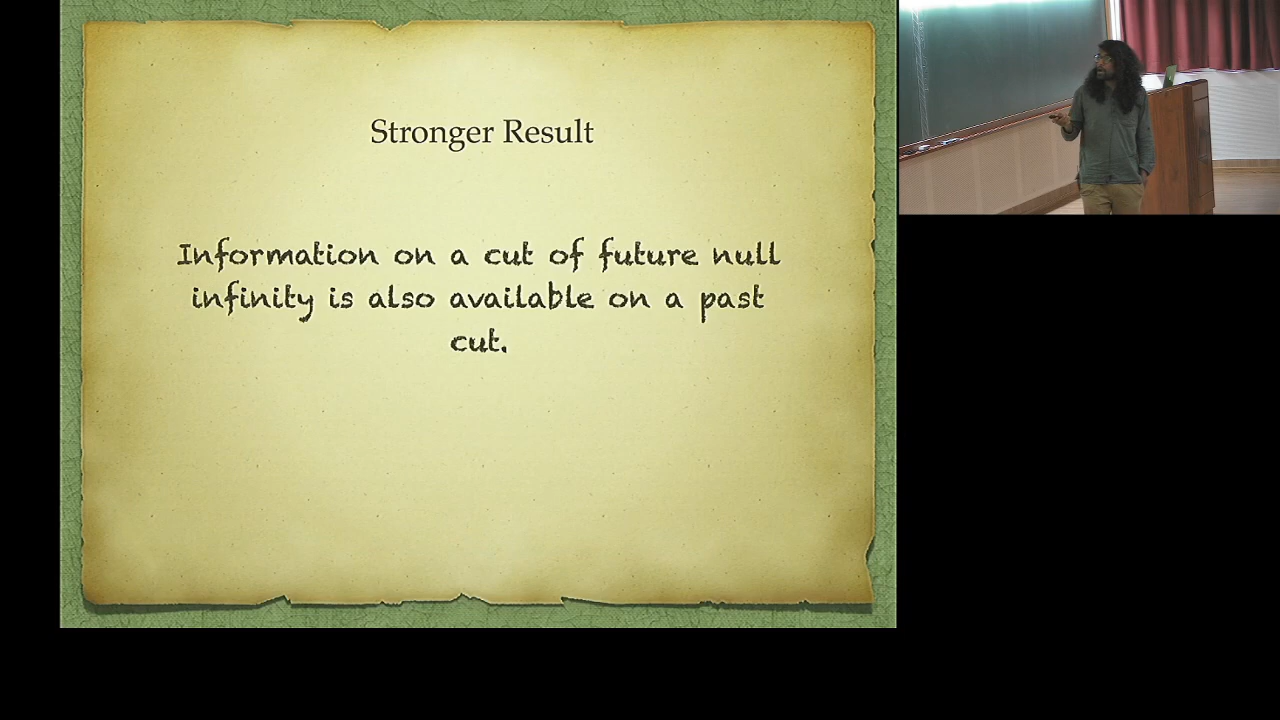 Stronger Result
Information on a cut of future null
infinity is also available on a past
cut.